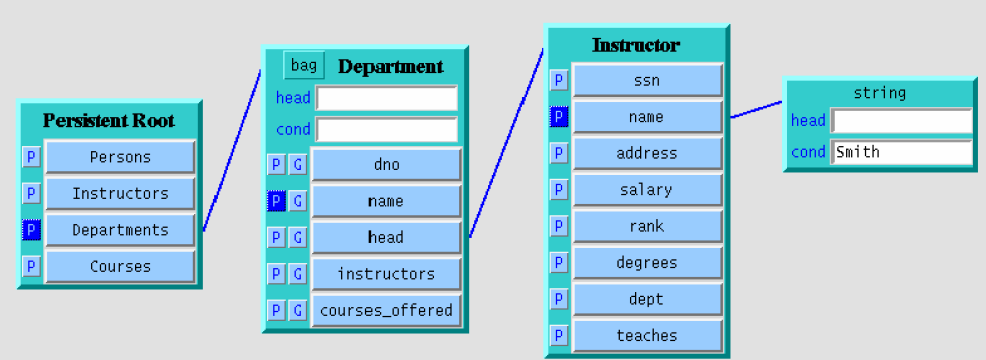 Persistent Root
P Persons
P Instructors
P Departments
P Courses
bag Department
head
cond
P G dno
P G name
P G head
P G instructors
P G courses_offered
Instructor
P ssn
P name
P address
P salary
P rank
P degrees
P dept
P teaches
string
head
cond Smith